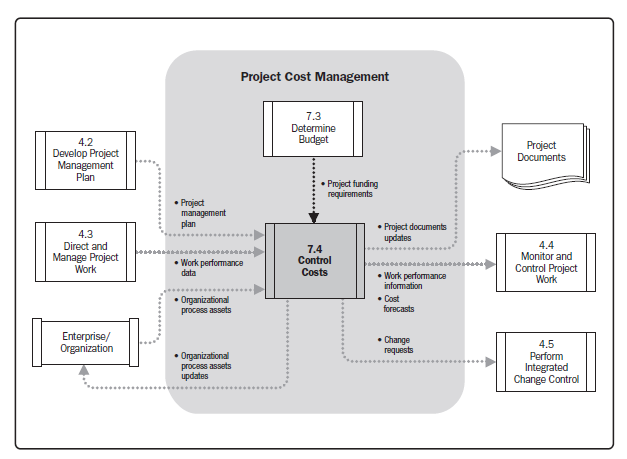 Project Cost Management
7.3
Determine
Budget
4.2
Develop Project
Management
Plan
Project
Documents
• Project funding
requirements
• Project
management
plan
4.3
Direct and
Manage Project
Work
• Work performance
data
7.4
Control
Costs
• Project documents
updates
4.4
Monitor and
Control Project
Work
• Work performance
information
• Cost
forecasts
• Organizational
process assets
Enterprise/
Organization
• Organizational
process assets
updates
• Change
requests
4.5
Perform
Integrated
Change Control